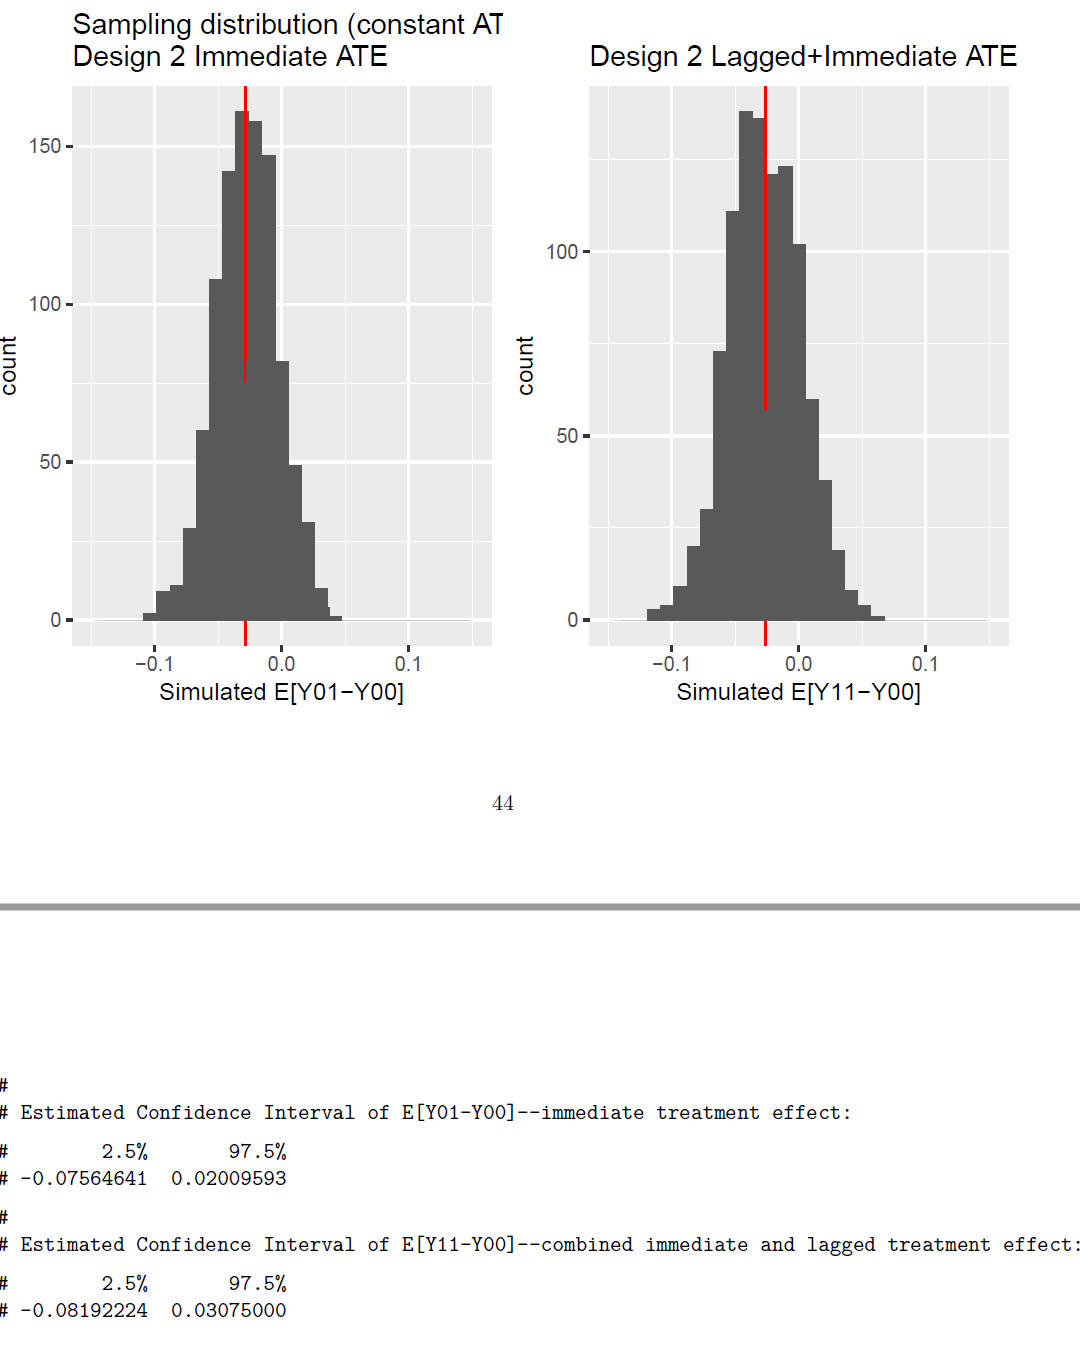 Sampling distribution (constant AT
Design 2 Immediate ATE
150
100
50
0
count
−0.1 0.0 0.1
Simulated E[Y01−Y00]
Design 2 Lagged+Immediate ATE
100
50
0
count
−0.1 0.0 0.1
Simulated E[Y11−Y00]
44
#
# Estimated Confidence Interval of E[Y01-Y00]--immediate treatment effect:
# 2.5% 97.5%
# -0.07564641 0.02009593
#
# Estimated Confidence Interval of E[Y11-Y00]--combined immediate and lagged treatment effect:
# 2.5% 97.5%
# -0.08192224 0.03075000